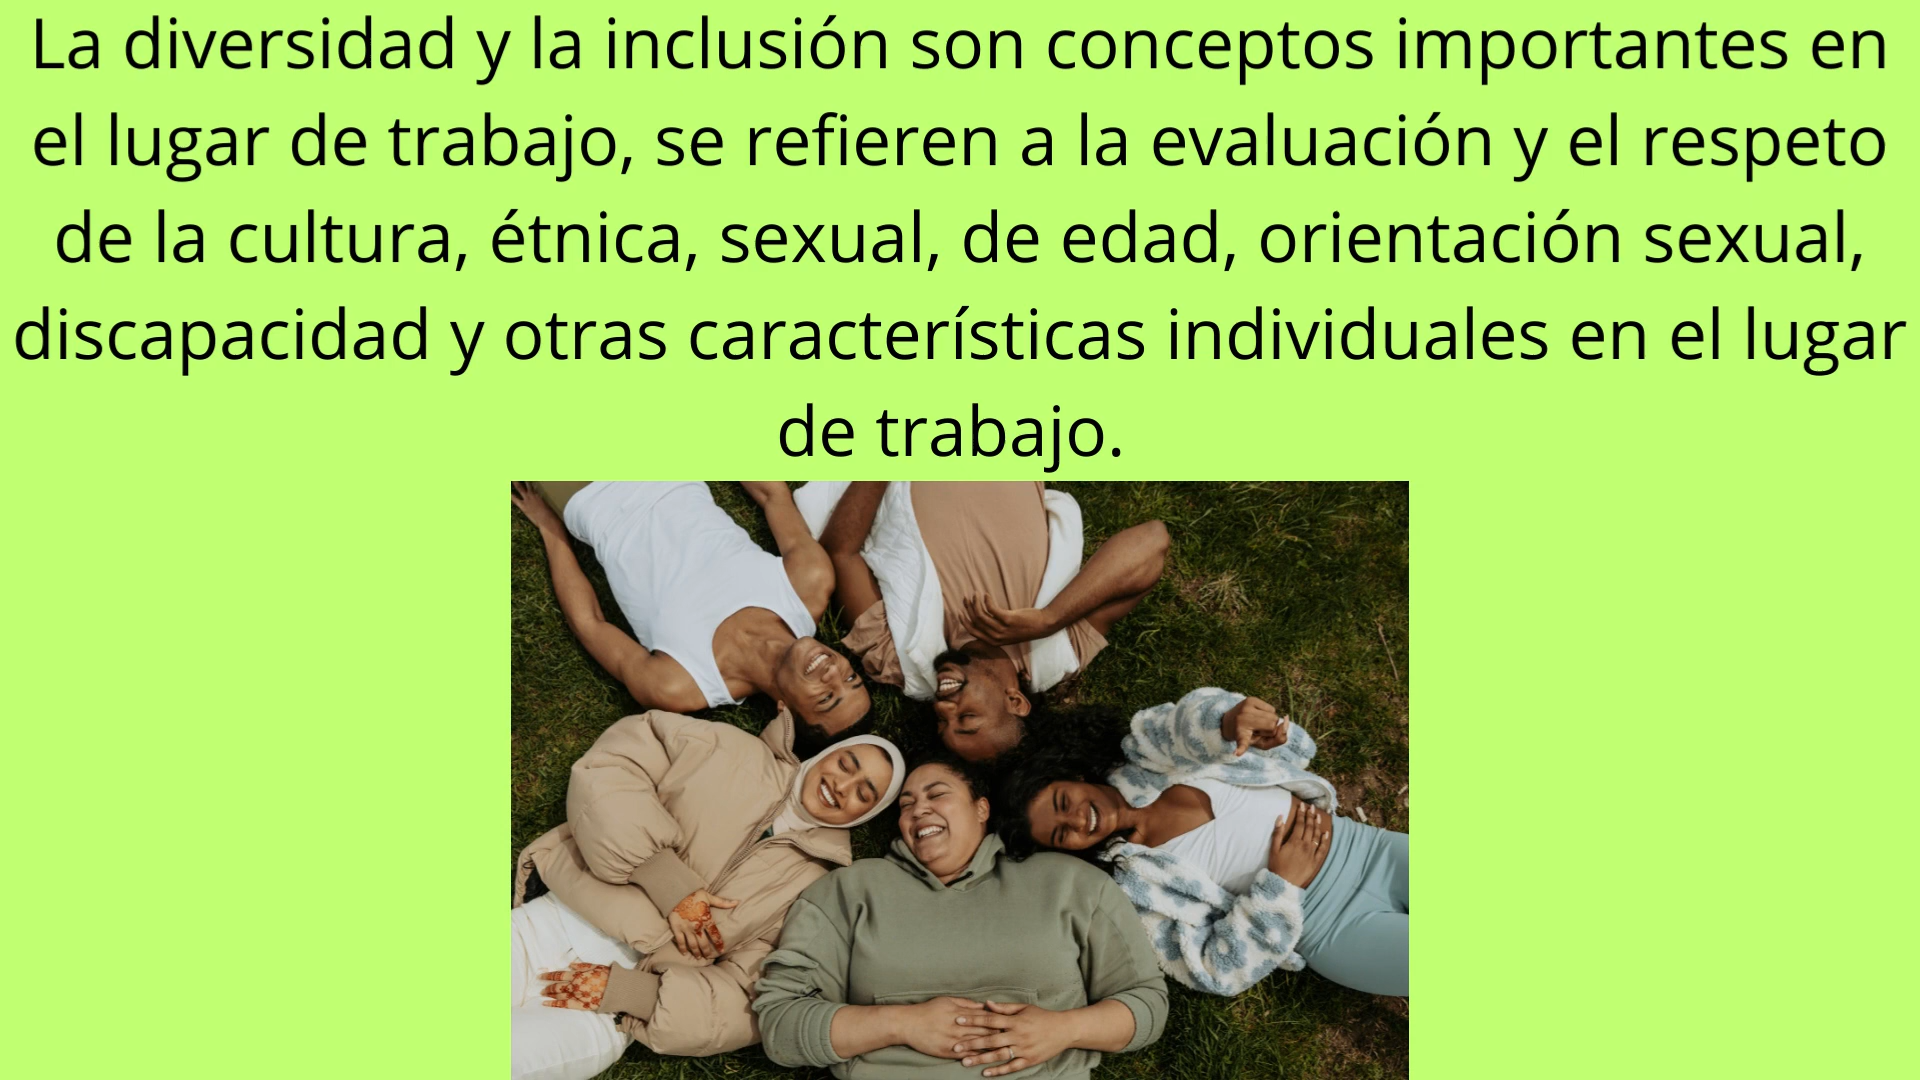 La diversidad y la inclusión son conceptos importantes en
el lugar de trabajo, se refieren a la evaluación y el respeto
de la cultura, étnica, sexual, de edad, orientación sexual,
discapacidad y otras características individuales en el lugar
de trabajo.